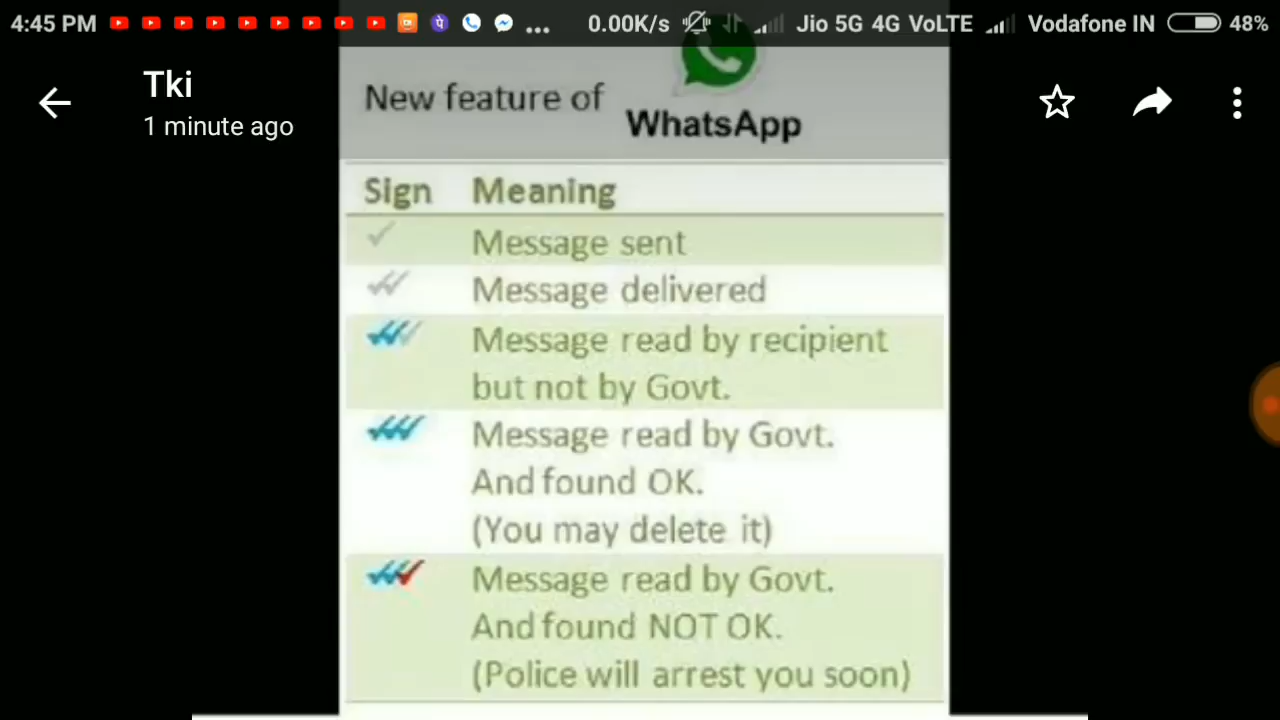 4:45 PM ... 0.00K/s Jio 5G 4G VoLTE Vodafone IN 48%
Tki
1 minute ago
New feature of
WhatsApp
Sign Meaning
Message sent
Message delivered
Message read by recipient
but not by Govt.
Message read by Govt.
And found OK.
(You may delete it)
Message read by Govt.
And found NOT OK.
(Police will arrest you soon)